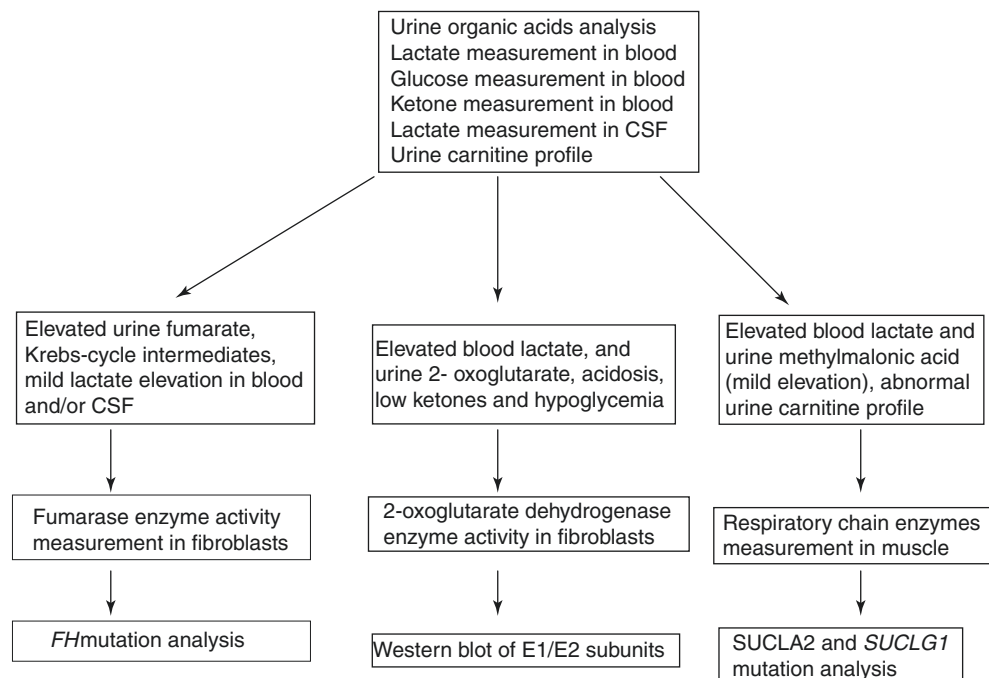 Urine organic acids analysis
Lactate measurement in blood
Glucose measurement in blood
Ketone measurement in blood
Lactate measurement in CSF
Urine carnitine profile
Elevated urine fumarate,
Krebs-cycle intermediates,
mild lactate elevation in blood
and/or CSF
Elevated blood lactate, and
urine 2- oxoglutarate, acidosis,
low ketones and hypoglycemia
Elevated blood lactate and
urine methylmalonic acid
(mild elevation), abnormal
urine carnitine profile
Fumarase enzyme activity
measurement in fibroblasts
2-oxoglutarate dehydrogenase
enzyme activity in fibroblasts
Respiratory chain enzymes
measurement in muscle
FHmutation analysis
Western blot of E1/E2 subunits
SUCLA2 and SUCLG1
mutation analysis